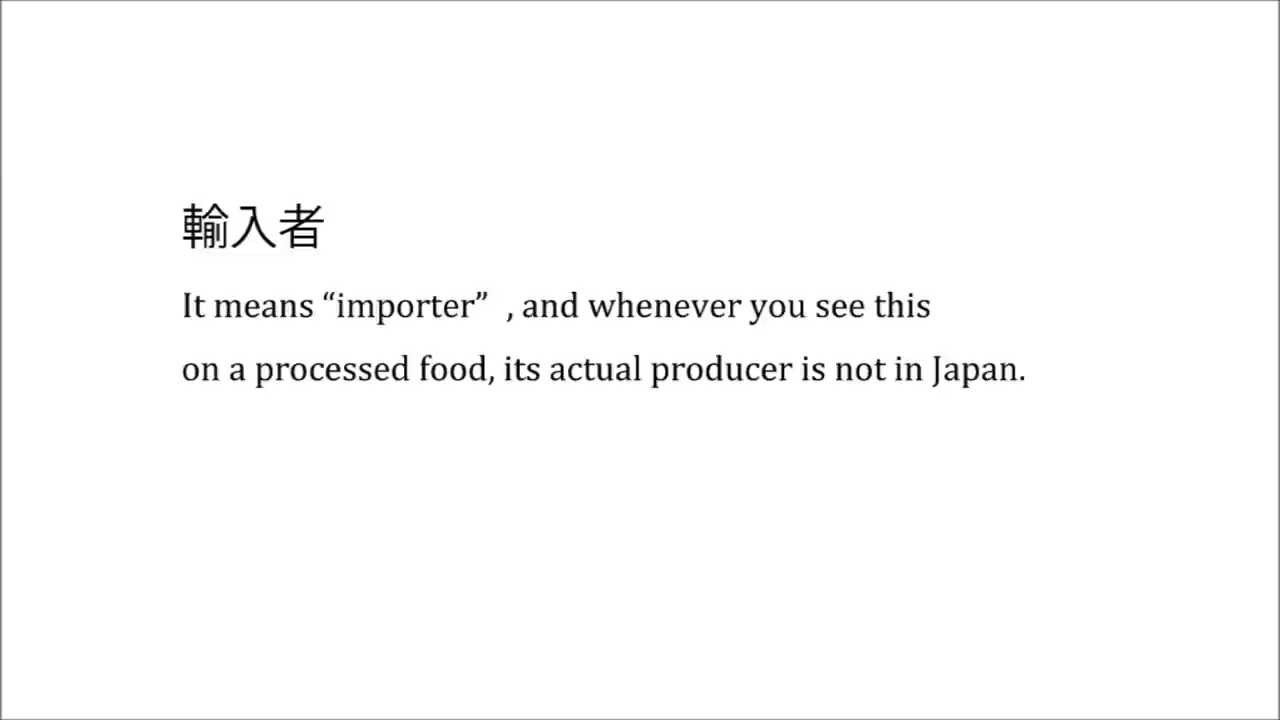 輸入者
It means “importer” , and whenever you see this
on a processed food, its actual producer is not in Japan.